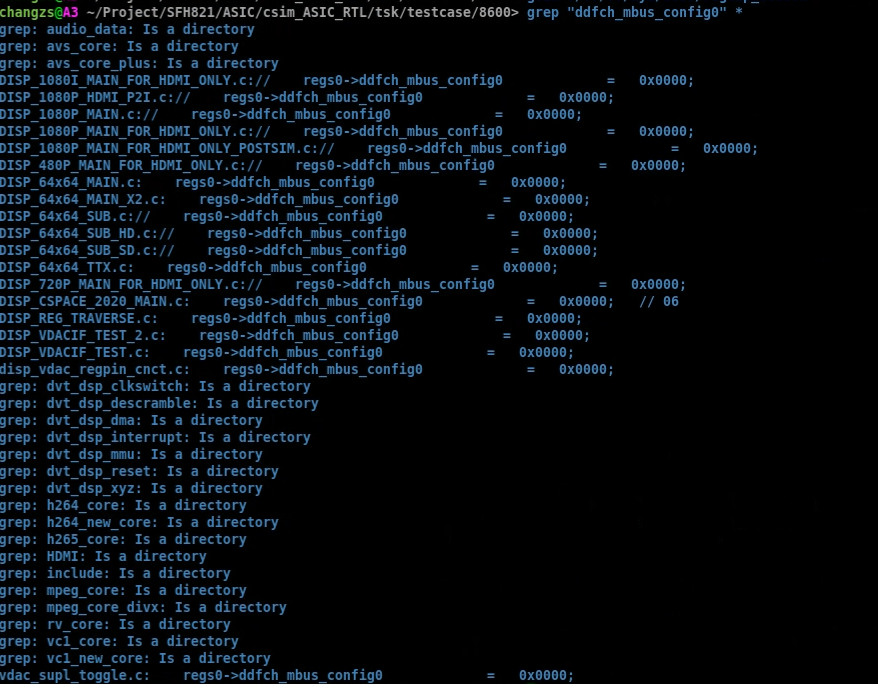 changzs@A3 ~/Project/SFH821/ASIC/csim_ASIC_RTL/tsk/testcase/8600> grep "ddfch_mbus_config0" *
grep: audio_data: Is a directory
grep: avs_core: Is a directory
grep: avs_core_plus: Is a directory
DISP_1080I_MAIN_FOR_HDMI_ONLY.c://    regs0->ddfch_mbus_config0             =   0x0000;
DISP_1080P_HDMI_P2I.c://    regs0->ddfch_mbus_config0             =   0x0000;
DISP_1080P_MAIN.c://    regs0->ddfch_mbus_config0             =   0x0000;
DISP_1080P_MAIN_FOR_HDMI_ONLY.c://    regs0->ddfch_mbus_config0             =   0x0000;
DISP_1080P_MAIN_FOR_HDMI_ONLY_POSTSIM.c://    regs0->ddfch_mbus_config0             =   0x0000;
DISP_480P_MAIN_FOR_HDMI_ONLY.c://    regs0->ddfch_mbus_config0             =   0x0000;
DISP_64x64_MAIN.c:    regs0->ddfch_mbus_config0             =   0x0000;
DISP_64x64_MAIN_X2.c:    regs0->ddfch_mbus_config0             =   0x0000;
DISP_64x64_SUB.c://    regs0->ddfch_mbus_config0             =   0x0000;
DISP_64x64_SUB_HD.c://    regs0->ddfch_mbus_config0             =   0x0000;
DISP_64x64_SUB_SD.c://    regs0->ddfch_mbus_config0             =   0x0000;
DISP_64x64_TTX.c:    regs0->ddfch_mbus_config0             =   0x0000;
DISP_720P_MAIN_FOR_HDMI_ONLY.c://    regs0->ddfch_mbus_config0             =   0x0000;
DISP_CSPACE_2020_MAIN.c:    regs0->ddfch_mbus_config0             =   0x0000;   // 06
DISP_REG_TRAVERSE.c:    regs0->ddfch_mbus_config0             =   0x0000;
DISP_VDACIF_TEST_2.c:    regs0->ddfch_mbus_config0             =   0x0000;
DISP_VDACIF_TEST.c:    regs0->ddfch_mbus_config0             =   0x0000;
disp_vdac_regpin_cnct.c:    regs0->ddfch_mbus_config0             =   0x0000;
grep: dvt_dsp_clkswitch: Is a directory
grep: dvt_dsp_descramble: Is a directory
grep: dvt_dsp_dma: Is a directory
grep: dvt_dsp_interrupt: Is a directory
grep: dvt_dsp_mmu: Is a directory
grep: dvt_dsp_reset: Is a directory
grep: dvt_dsp_xyz: Is a directory
grep: h264_core: Is a directory
grep: h264_new_core: Is a directory
grep: h265_core: Is a directory
grep: HDMI: Is a directory
grep: include: Is a directory
grep: mpeg_core: Is a directory
grep: mpeg_core_divx: Is a directory
grep: rv_core: Is a directory
grep: vc1_core: Is a directory
grep: vc1_new_core: Is a directory
vdac_supl_toggle.c:    regs0->ddfch_mbus_config0             =   0x0000;